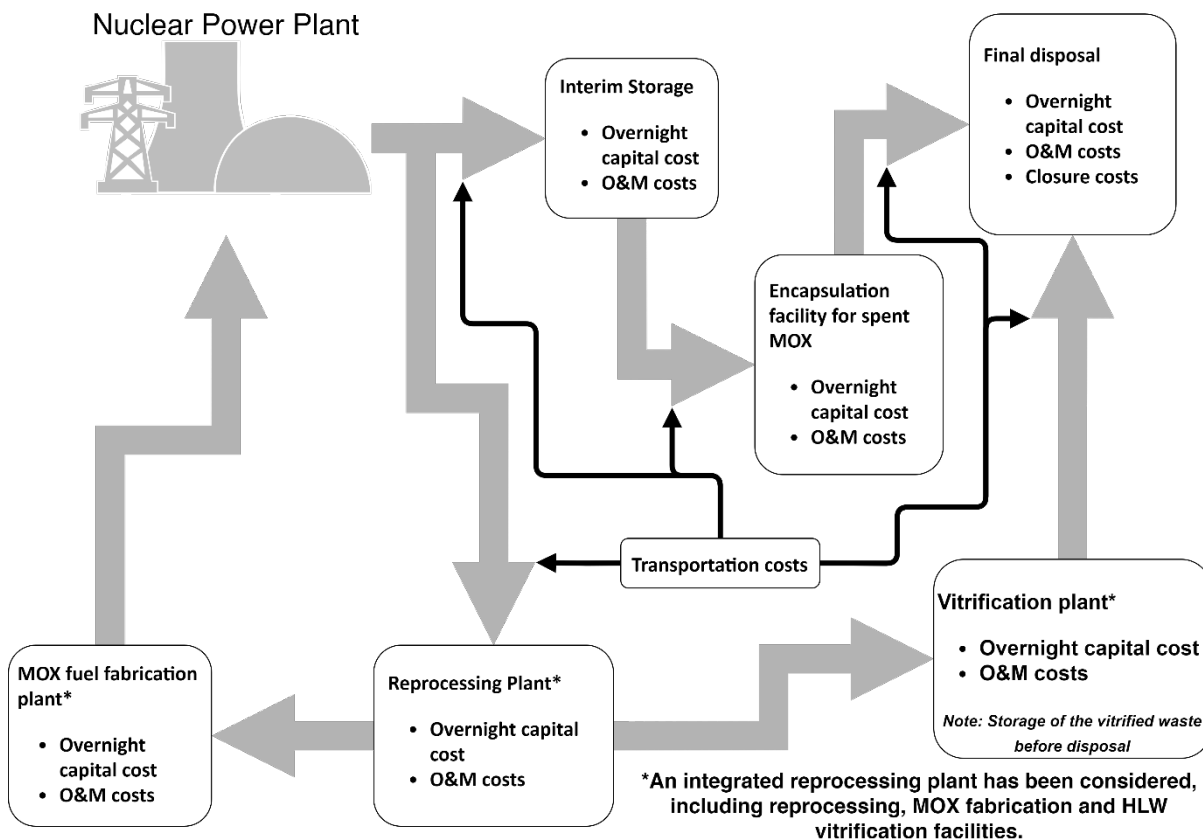 Nuclear Power Plant
Interim Storage
• Overnight
capital cost
• O&M costs
Final disposal
• Overnight
capital cost
• O&M costs
• Closure costs
Encapsulation
facility for spent
MOX
• Overnight
capital cost
• O&M costs
Transportation costs
MOX fuel fabrication
plant*
• Overnight
capital cost
• O&M costs
Reprocessing Plant*
• Overnight capital
cost
• O&M costs
Vitrification plant*
• Overnight capital cost
• O&M costs
Note: Storage of the vitrified waste
before disposal
*An integrated reprocessing plant has been considered,
including reprocessing, MOX fabrication and HLW
vitrification facilities.